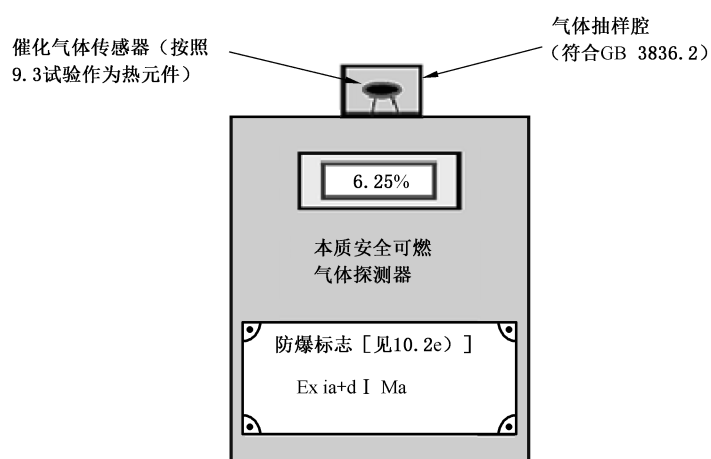 催化气体传感器（按照
9.3试验作为热元件）
气体抽样腔
（符合GB 3836.2）
6.25%
本质安全可燃
气体探测器
防爆标志［见10.2e）］
Ex ia+d Ⅰ Ma